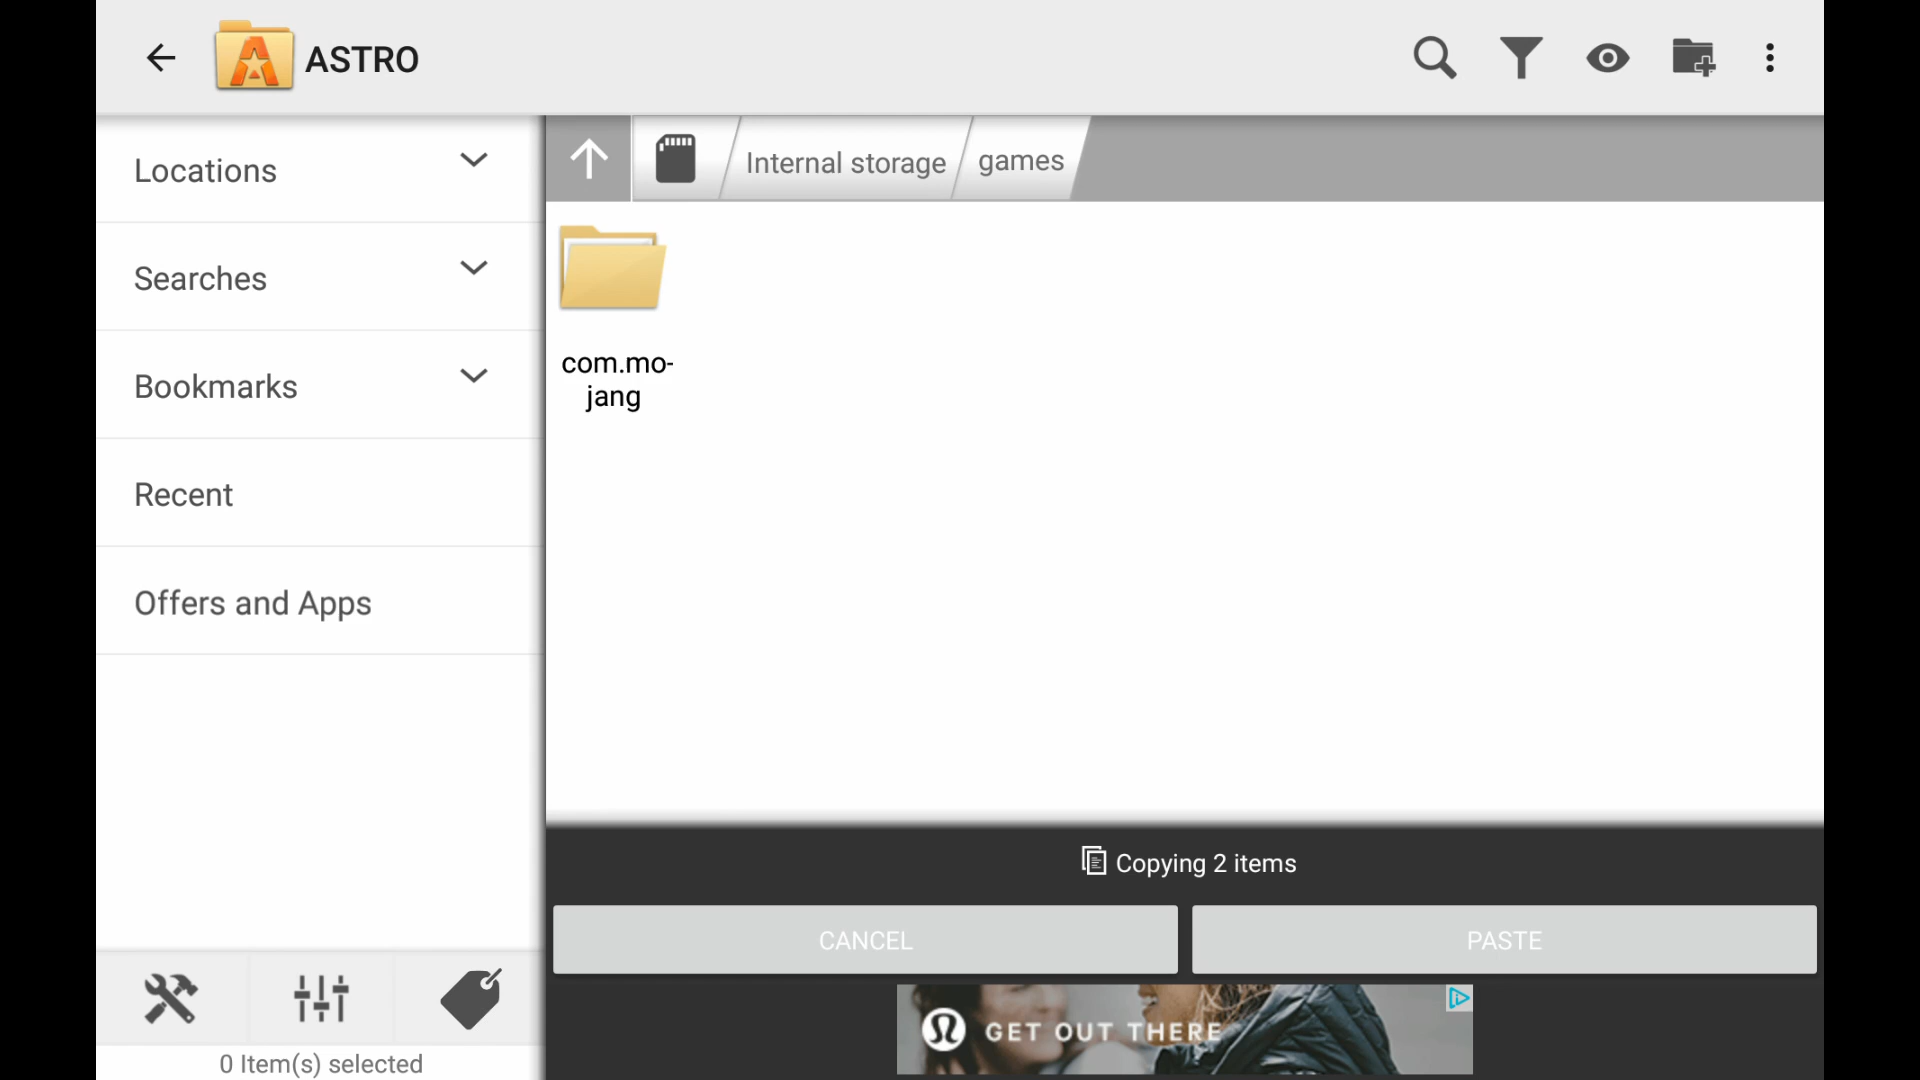 ASTRO
Locations
Searches
Bookmarks
Recent
Offers and Apps
0 Item(s) selected
Internal storage
games
com.mo-
jang
Copying 2 items
CANCEL
PASTE
GET OUT THERE